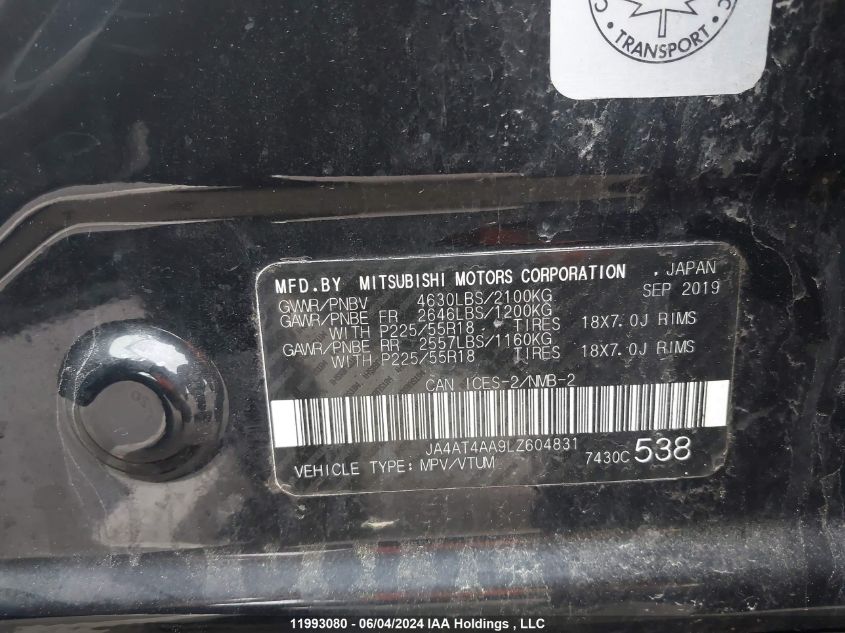 TRANSPORT
MFD.BY MITSUBISHI MOTORS CORPORATION . JAPAN
GVWR/PNBV 4630LBS/2100KG SEP 2019
GAWR/PNBE FR 2646LBS/1200KG
WITH P225/55R18 TIRES 18X7.0J RIMS
GAWR/PNBE RR 2557LBS/1160KG
WITH P225/55R18 TIRES 18X7.0J RIMS
CAN ICES-2/NMB-2
JA4AT4AA9LZ604831
VEHICLE TYPE: MPV/VTUM 7430C 538
11993080 - 06/04/2024 IAA Holdings , LLC